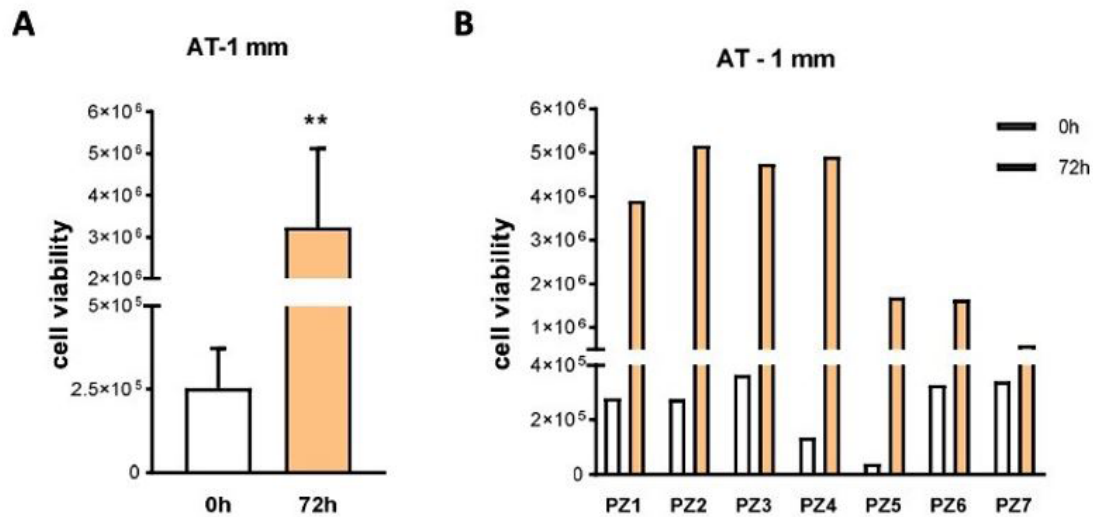 A
AT-1 mm
cell viability
6×10⁶
5×10⁶
4×10⁶
3×10⁶
2×10⁶
5×10⁵
2.5×10⁵
0
**
0h 72h
B
AT - 1 mm
cell viability
6×10⁶
5×10⁶
4×10⁶
3×10⁶
2×10⁶
1×10⁶
4×10⁵
2×10⁵
0
PZ1 PZ2 PZ3 PZ4 PZ5 PZ6 PZ7
0h
72h